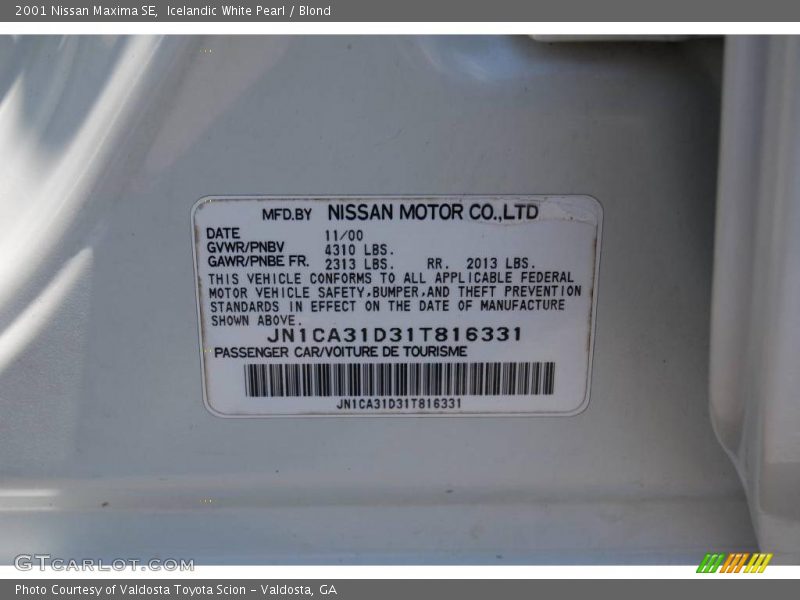 2001 Nissan Maxima SE,  Icelandic White Pearl / Blond
MFD.BY NISSAN MOTOR CO.,LTD
DATE 11/00
GVWR/PNBV 4310 LBS.
GAWR/PNBE FR. 2313 LBS. RR. 2013 LBS.
THIS VEHICLE CONFORMS TO ALL APPLICABLE FEDERAL
MOTOR VEHICLE SAFETY,BUMPER,AND THEFT PREVENTION
STANDARDS IN EFFECT ON THE DATE OF MANUFACTURE
SHOWN ABOVE.
JN1CA31D31T816331
PASSENGER CAR/VOITURE DE TOURISME
JN1CA31D31T816331
GTCARLOT.COM
Photo Courtesy of Valdosta Toyota Scion - Valdosta, GA